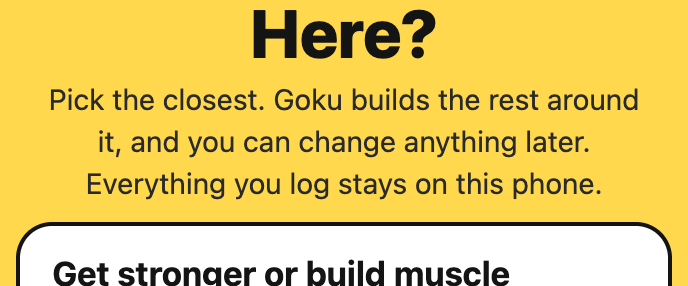 Here?
Pick the closest. Goku builds the rest around
it, and you can change anything later.
Everything you log stays on this phone.
Get stronger or build muscle